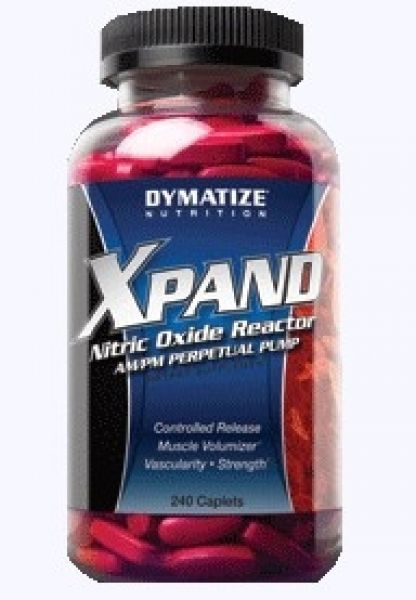 DYMATIZE
NUTRITION
XPAND
Nitric Oxide Reactor
AM/PM PERPETUAL PUMP
Controlled Release
Muscle Volumizer
Vascularity • Strength
240 Caplets